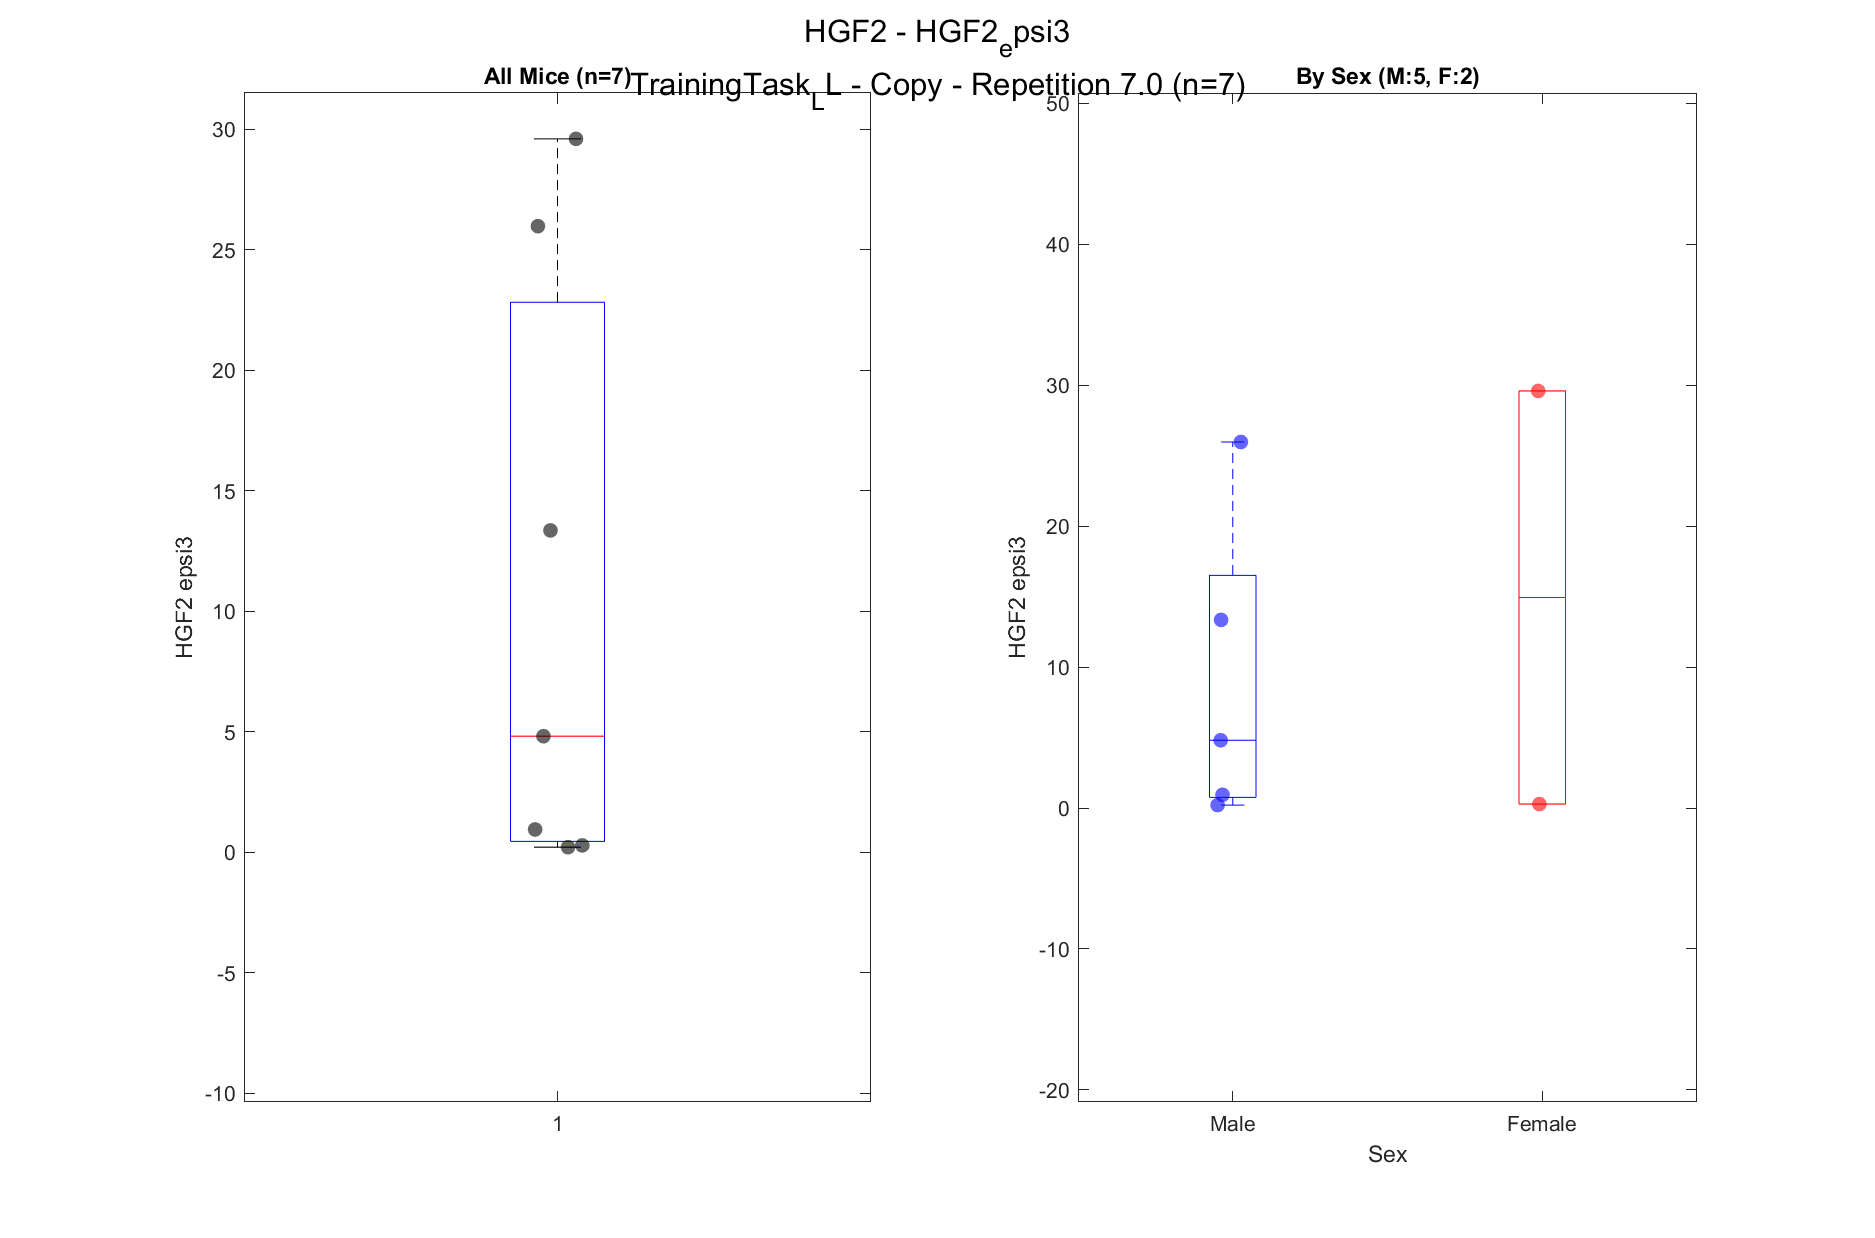 HGF2 - HGF2epsi3
TrainingTaskLL - Copy - Repetition 7.0 (n=7)
All Mice (n=7)
30
25
20
15
10
5
0
-5
-10
HGF2 epsi3
1
By Sex (M:5, F:2)
50
40
30
20
10
0
-10
-20
HGF2 epsi3
Male Female
Sex